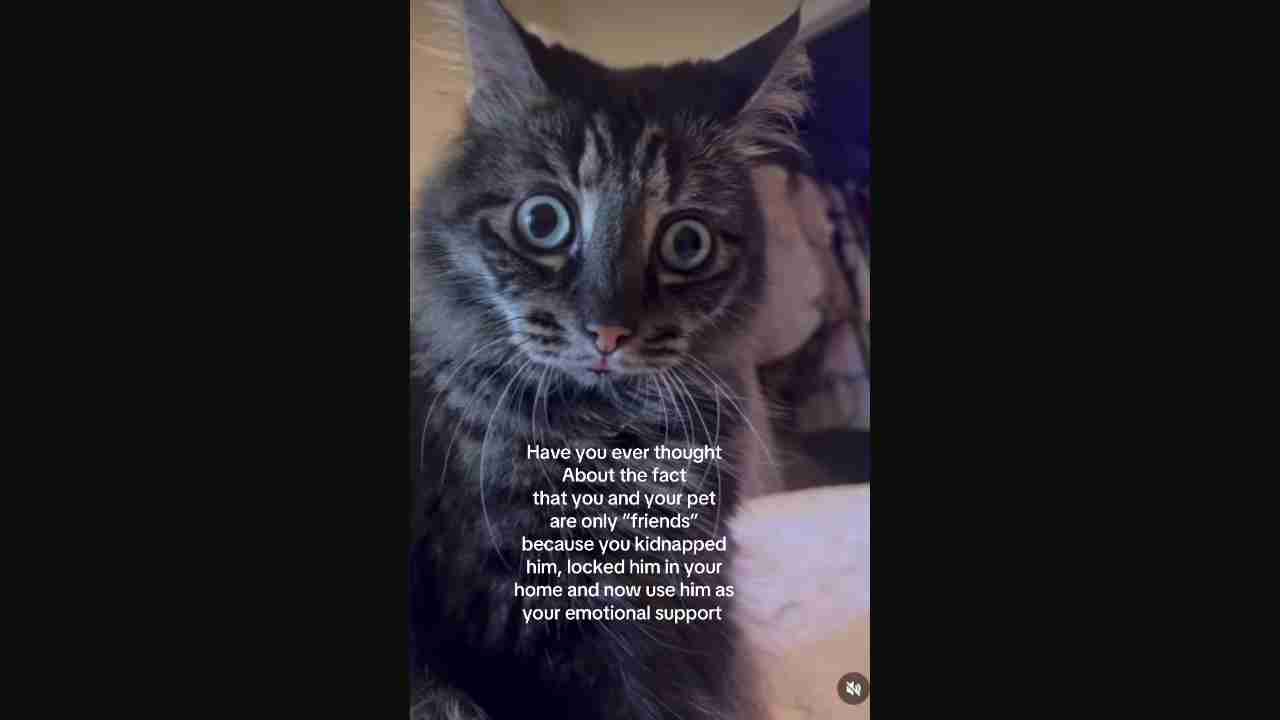 Have you ever thought
About the fact
that you and your pet
are only “friends”
because you kidnapped
him, locked him in your
home and now use him as
your emotional support